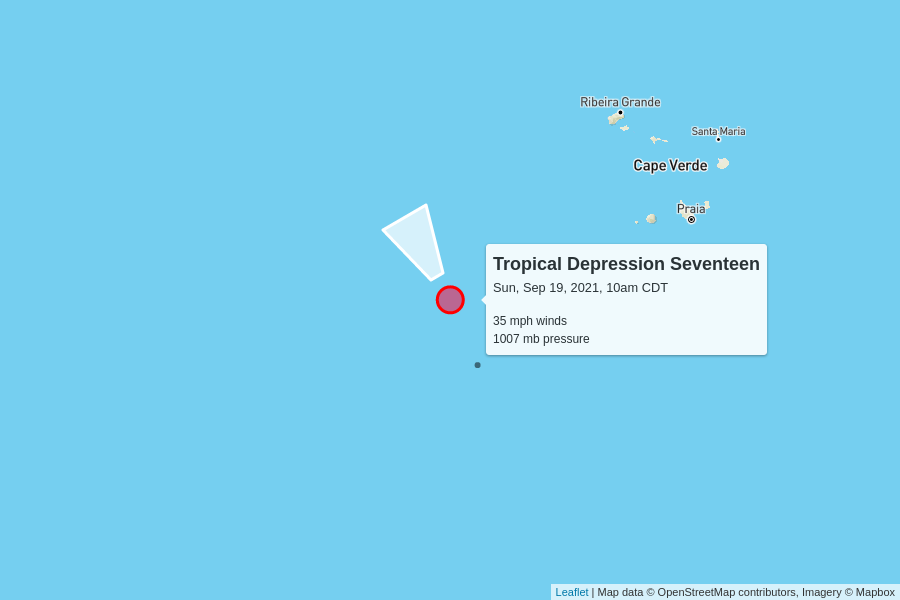 Ribeira Grande
Santa Maria
Cape Verde
Praia
Tropical Depression Seventeen
Sun, Sep 19, 2021, 10am CDT
35 mph winds
1007 mb pressure
Leaflet | Map data © OpenStreetMap contributors, Imagery © Mapbox